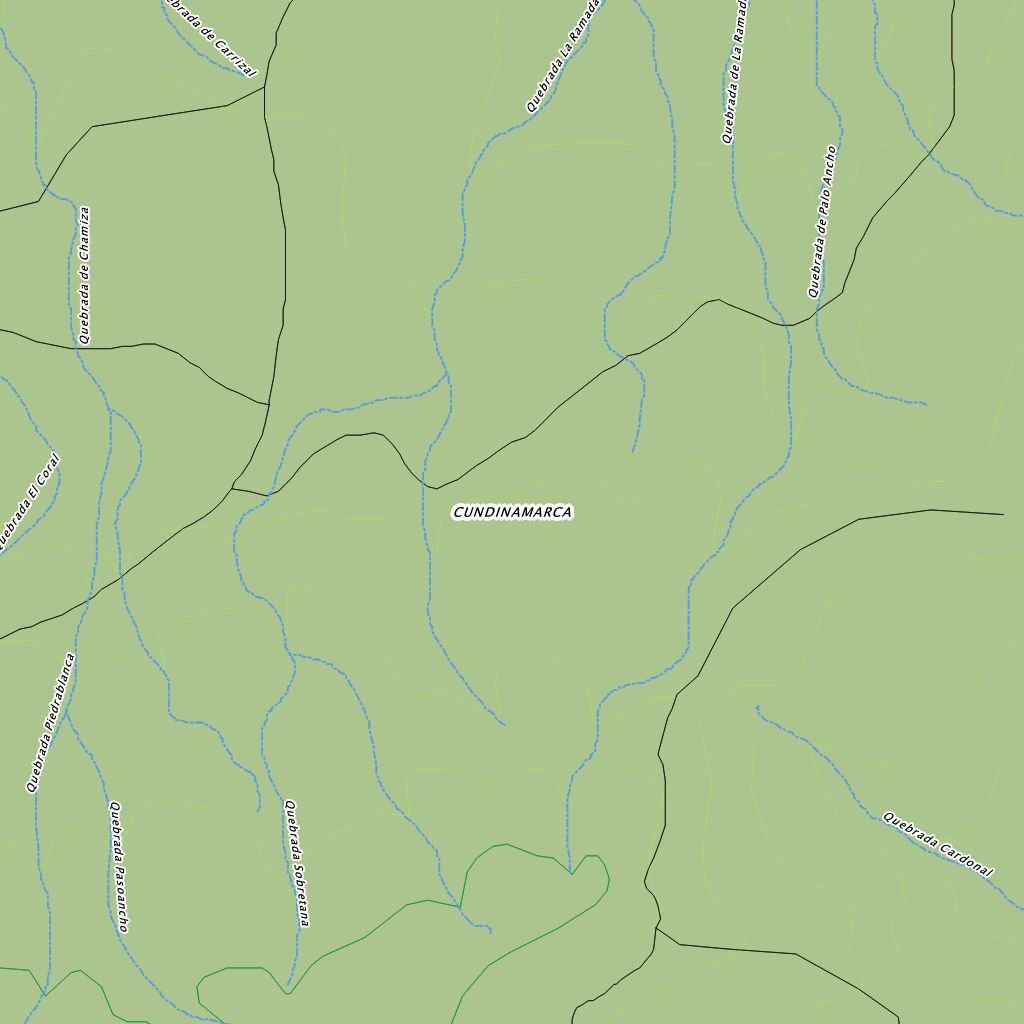 Quebrada de Carrizal
Quebrada La Ramada
Quebrada de La Ramad
Quebrada de Palo Ancho
Quebrada de Chamiza
Quebrada El Coral
CUNDINAMARCA
Quebrada Piedrablanca
Quebrada Pasoancho
Quebrada Sobretana
Quebrada Cardonal